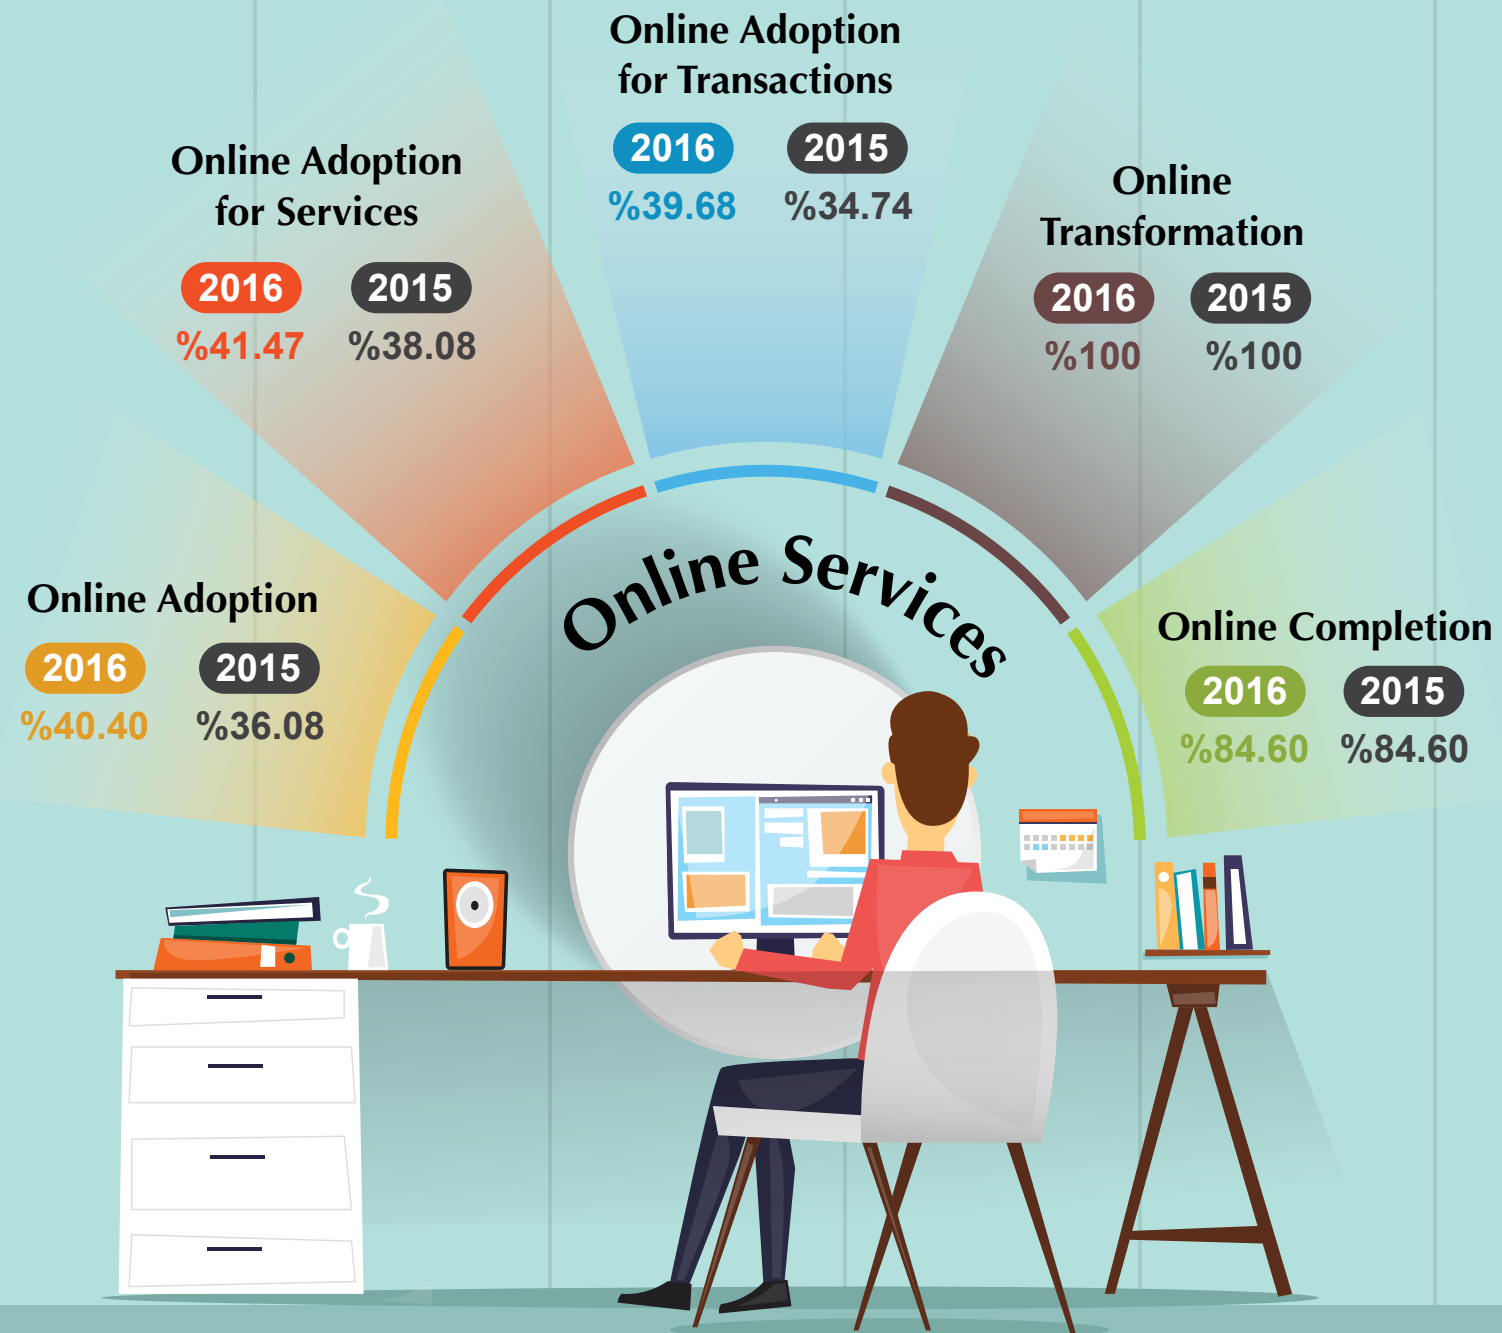 Online Adoption
for Transactions
2016 2015
%39.68 %34.74
Online Adoption
for Services
2016 2015
%41.47 %38.08
Online
Transformation
2016 2015
%100 %100
Online Adoption
2016 2015
%40.40 %36.08
Online Completion
2016 2015
%84.60 %84.60
Online Services